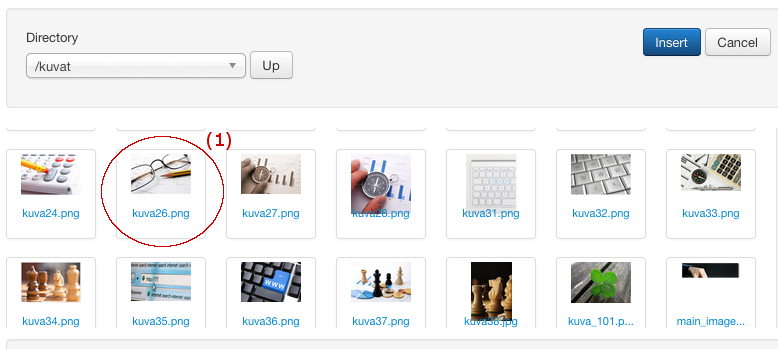 Directory
/kuvat
Up
Insert
Cancel
(1)
kuva24.png
kuva26.png
kuva27.png
kuva28.png
kuva31.png
kuva32.png
kuva33.png
kuva34.png
kuva35.png
kuva36.png
kuva37.png
kuva38.jpg
kuva_101.p...
main_image...
www